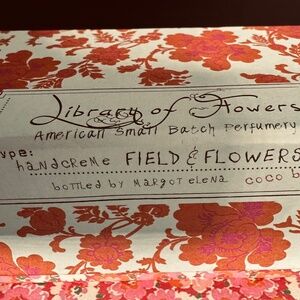 Library of Flowers
American Small Batch Perfumery
type:
handcreme FIELD & FLOWERS
bottled by MARGOT elena coco b